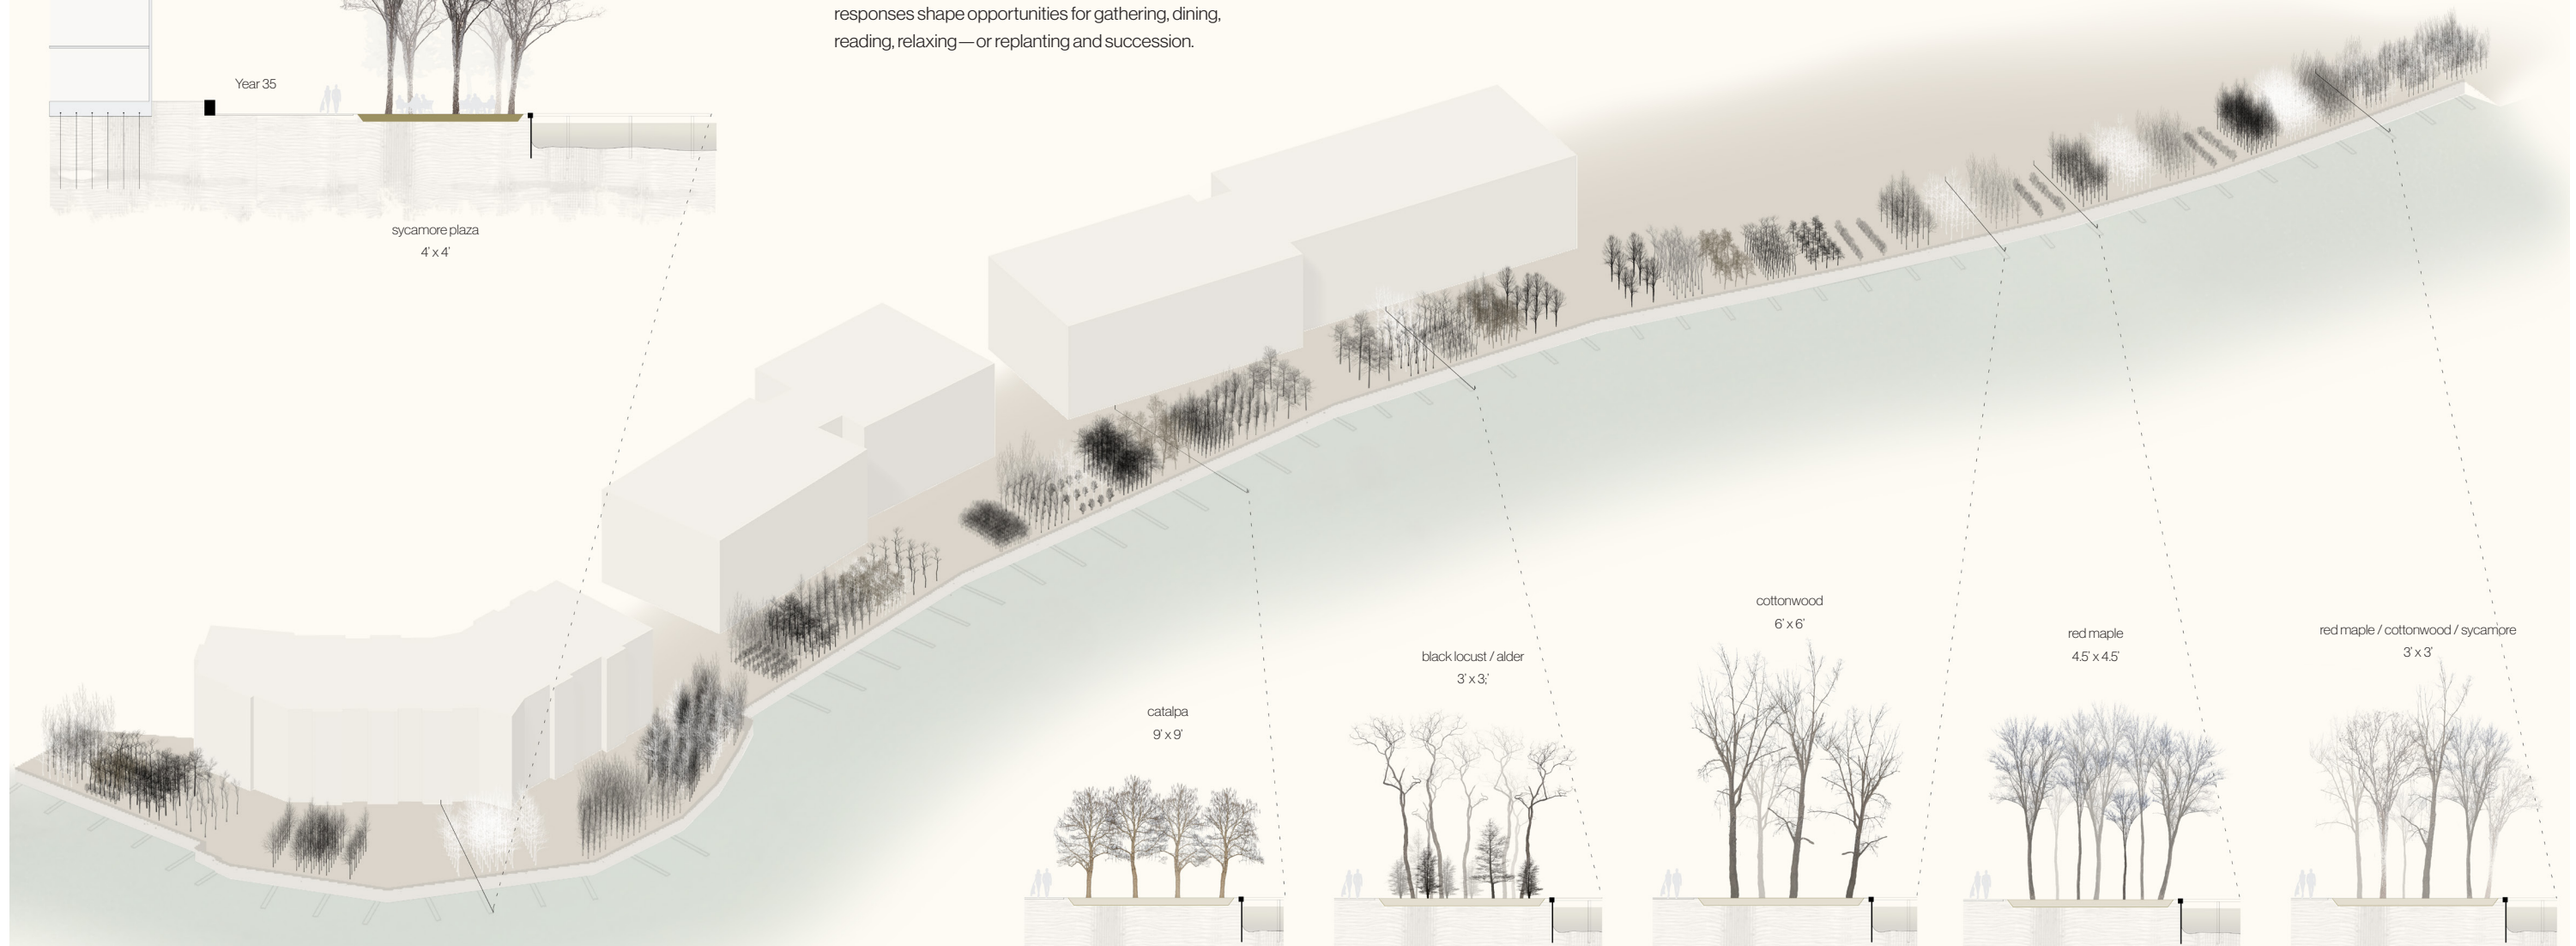 responses shape opportunities for gathering, dining,
reading, relaxing — or replanting and succession.
Year 35
sycamore plaza
4' x 4'
catalpa
9' x 9'
black locust / alder
3' x 3;'
cottonwood
6' x 6'
red maple
4.5' x 4.5'
red maple / cottonwood / sycamore
3' x 3'